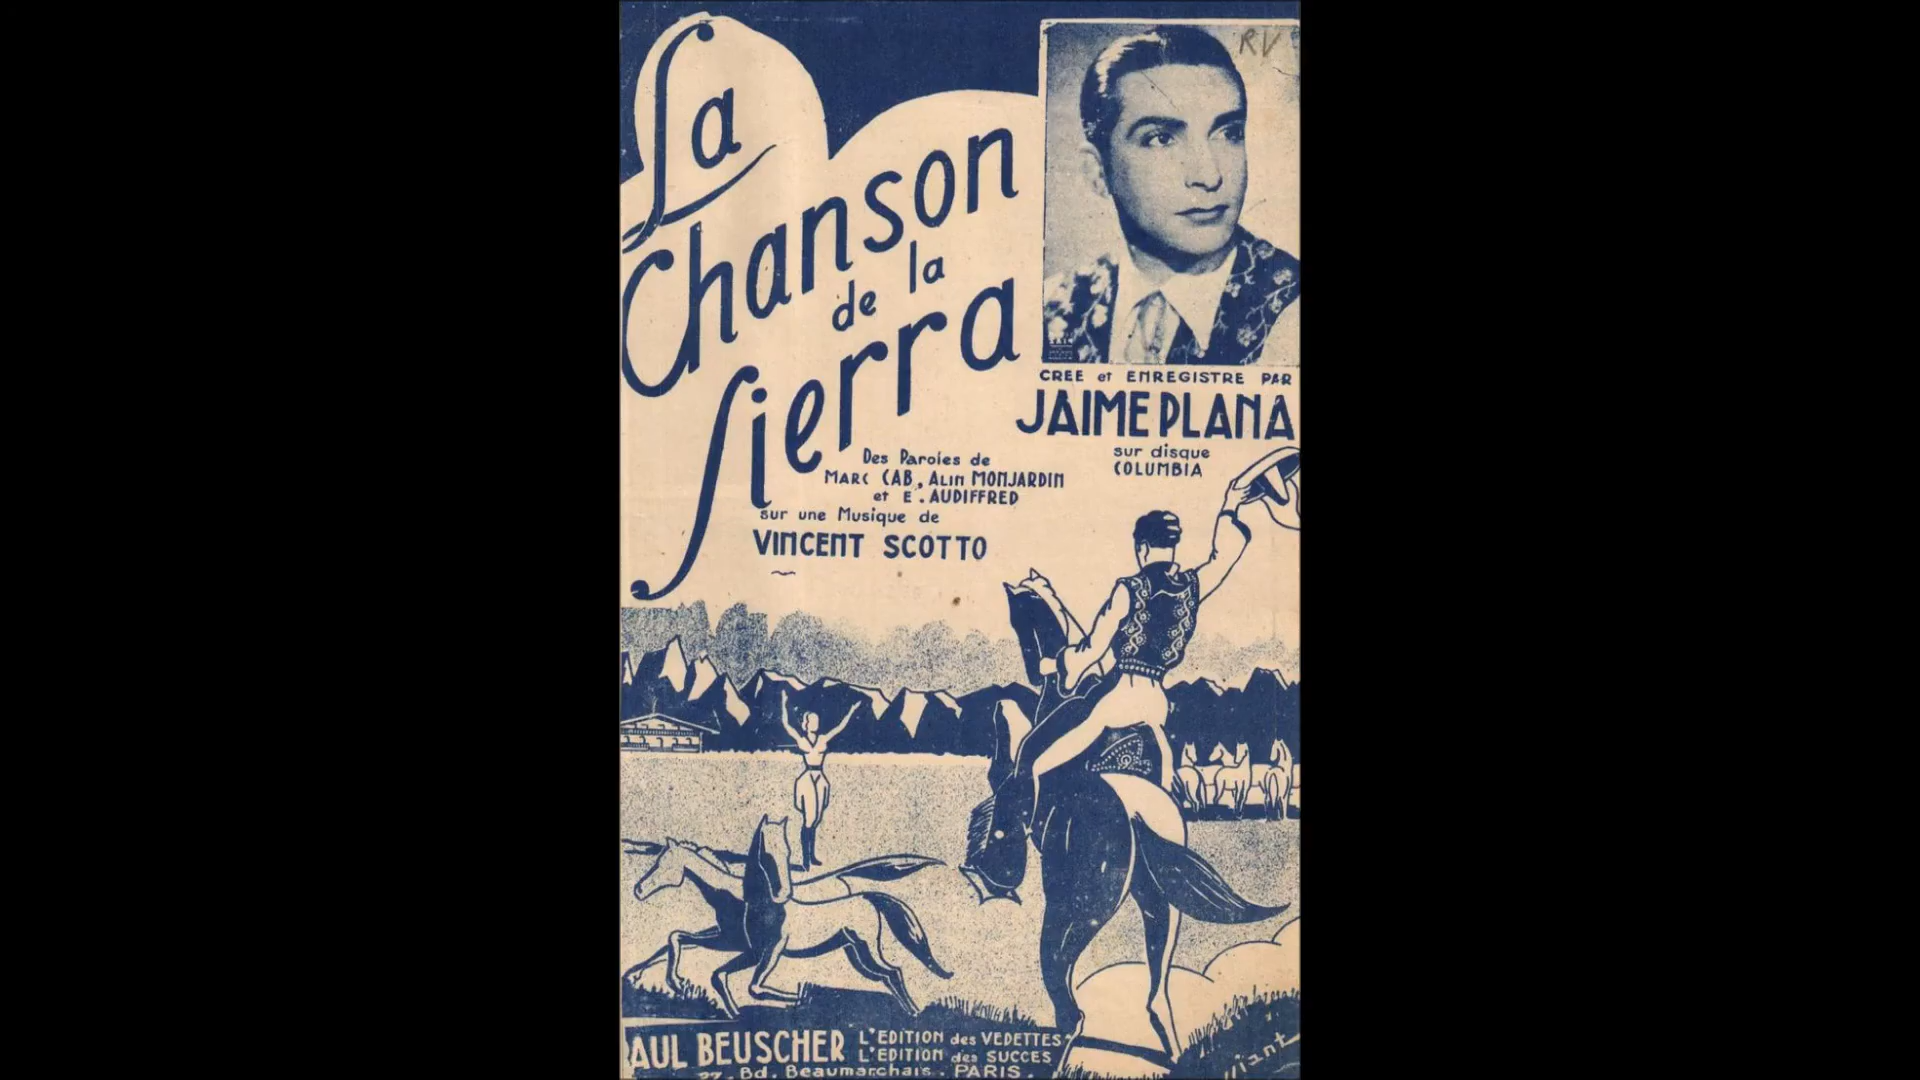 La
Chanson
de la
Sierra
RV
CREE et ENREGISTRE PAR
JAIME PLANA
sur disque
COLUMBIA
Des Paroles de
MARC CAB, ALIN MONJARDIN
et E. AUDIFFRED
sur une Musique de
VINCENT SCOTTO
AUL BEUSCHER
L'EDITION des VEDETTES
L'EDITION des SUCCES
27. Bd. Beaumarchais. PARIS.